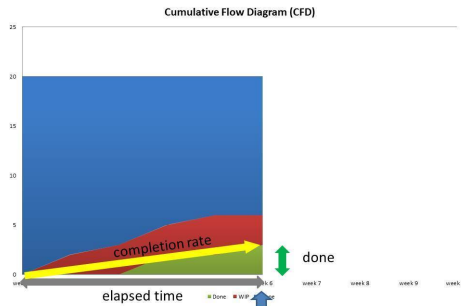 Cumulative Flow Diagram (CFD)
25
20
15
10
5
0
completion rate
done
week 7 week 8 week 9 week
elapsed time
Done WIP